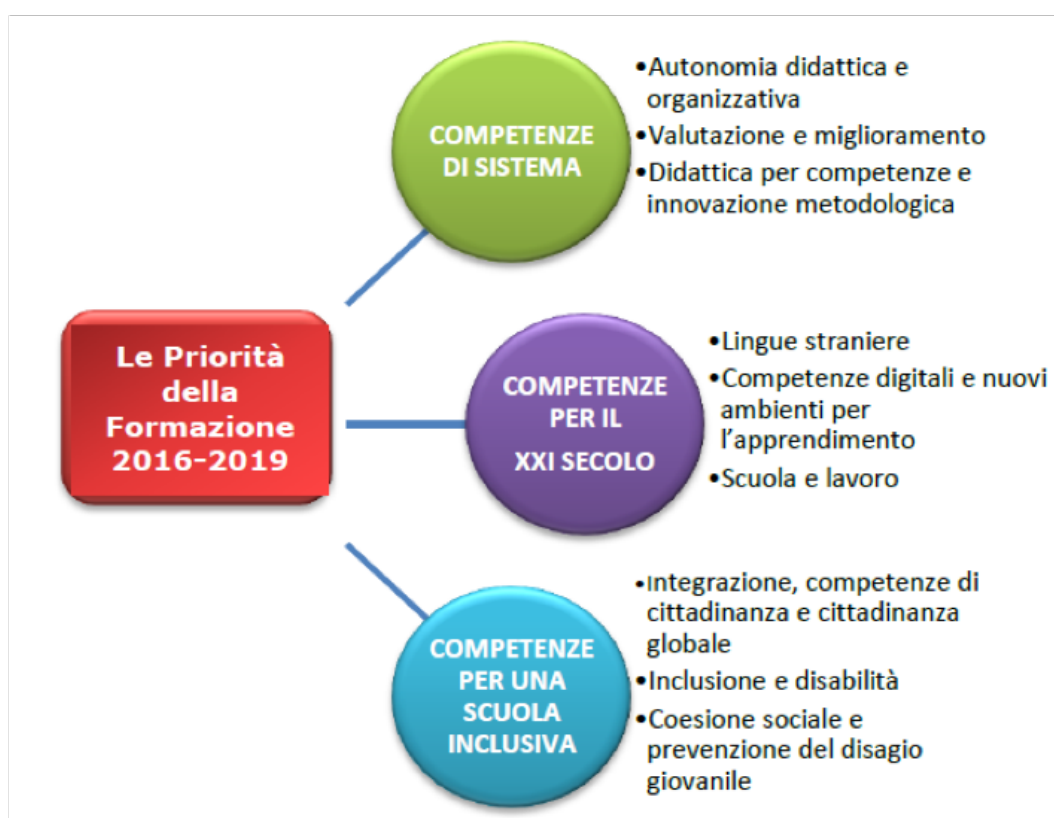 Le Priorità
della
Formazione
2016-2019
COMPETENZE
DI SISTEMA
•Autonomia didattica e
organizzativa
•Valutazione e miglioramento
•Didattica per competenze e
innovazione metodologica
COMPETENZE
PER IL
XXI SECOLO
•Lingue straniere
•Competenze digitali e nuovi
ambienti per
l’apprendimento
•Scuola e lavoro
COMPETENZE
PER UNA
SCUOLA
INCLUSIVA
•Integrazione, competenze di
cittadinanza e cittadinanza
globale
•Inclusione e disabilità
•Coesione sociale e
prevenzione del disagio
giovanile